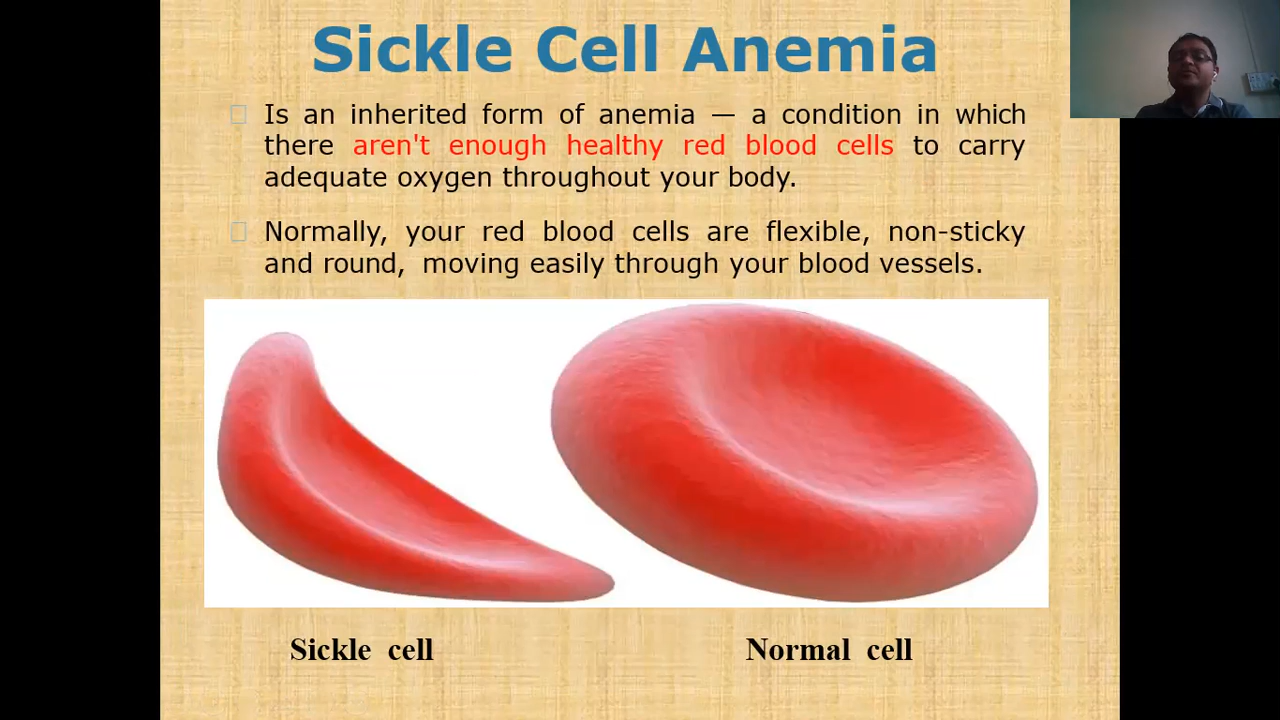 Sickle Cell Anemia
Is an inherited form of anemia — a condition in which
there aren't enough healthy red blood cells to carry
adequate oxygen throughout your body.
Normally, your red blood cells are flexible, non-sticky
and round, moving easily through your blood vessels.
Sickle cell
Normal cell